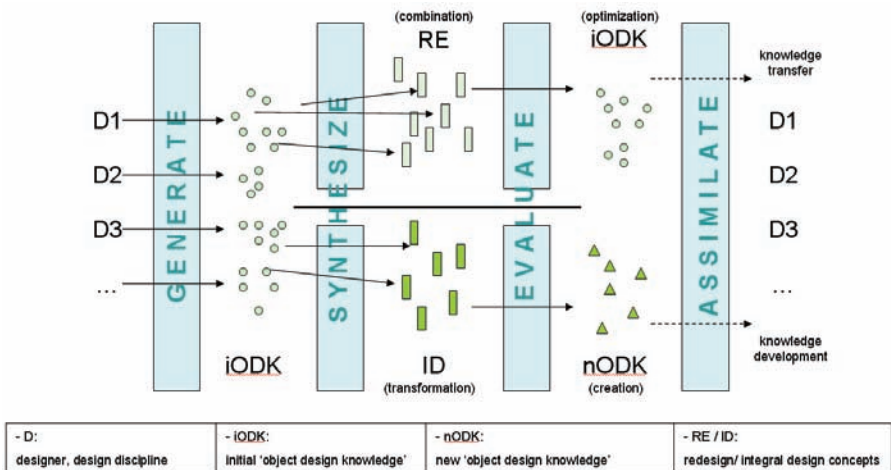 (combination)
RE
(optimization)
iODK
knowledge
transfer
D1
D2
D3
...
GENERATE
SYNTHESIZE
EVALUATE
ASSIMILATE
D1
D2
D3
...
iODK
ID
(transformation)
nODK
(creation)
knowledge
development
- D:
designer, design discipline
- iODK:
initial 'object design knowledge'
- nODK:
new 'object design knowledge'
- RE / ID:
redesign/ integral design concepts